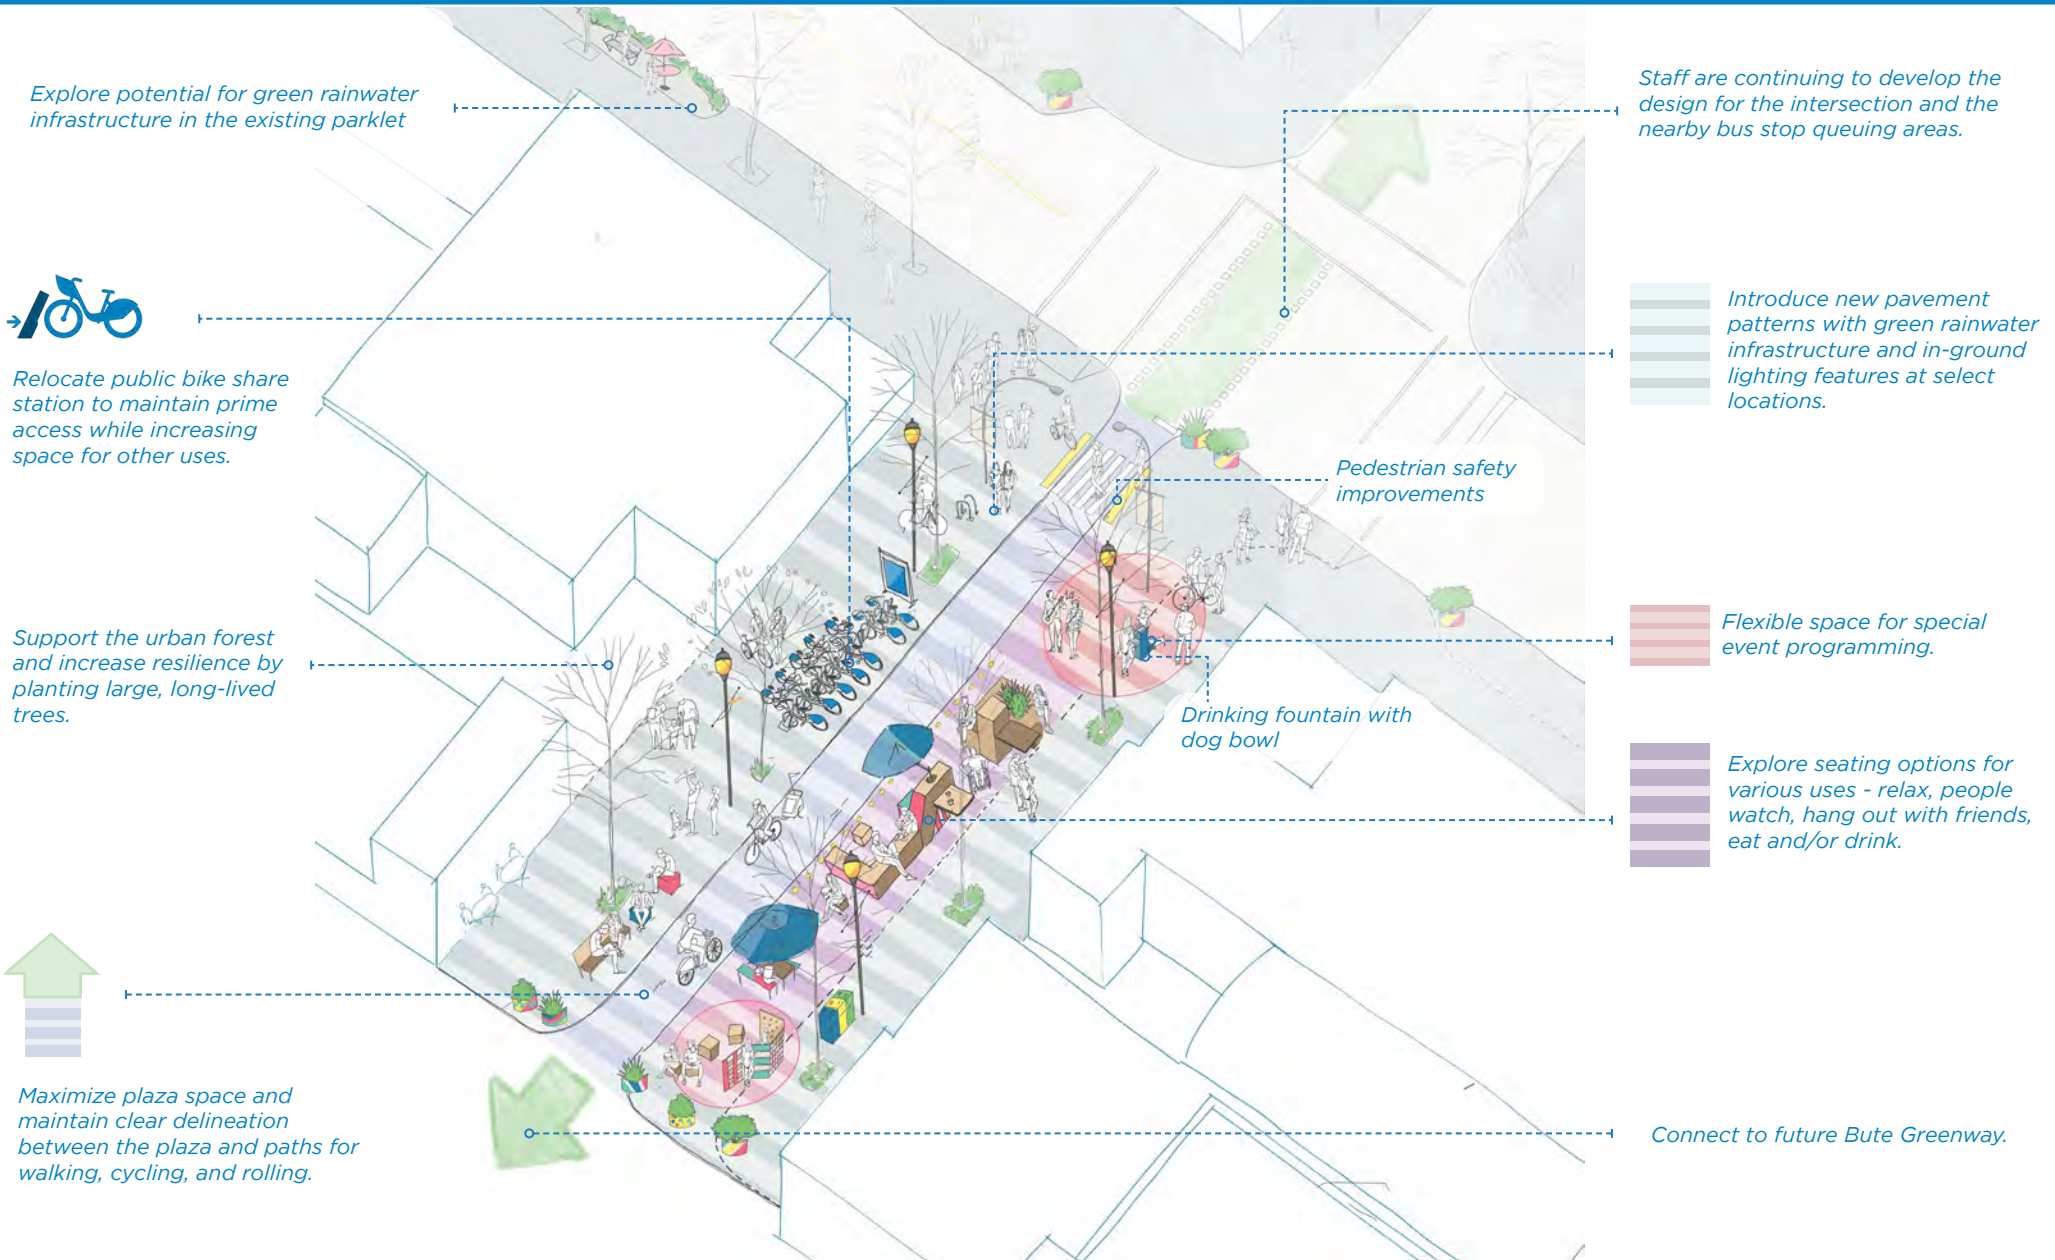 Explore potential for green rainwater
infrastructure in the existing parklet
Staff are continuing to develop the
design for the intersection and the
nearby bus stop queuing areas.
Relocate public bike share
station to maintain prime
access while increasing
space for other uses.
Introduce new pavement
patterns with green rainwater
infrastructure and in-ground
lighting features at select
locations.
Pedestrian safety
improvements
Support the urban forest
and increase resilience by
planting large, long-lived
trees.
Flexible space for special
event programming.
Drinking fountain with
dog bowl
Explore seating options for
various uses - relax, people
watch, hang out with friends,
eat and/or drink.
Maximize plaza space and
maintain clear delineation
between the plaza and paths for
walking, cycling, and rolling.
Connect to future Bute Greenway.